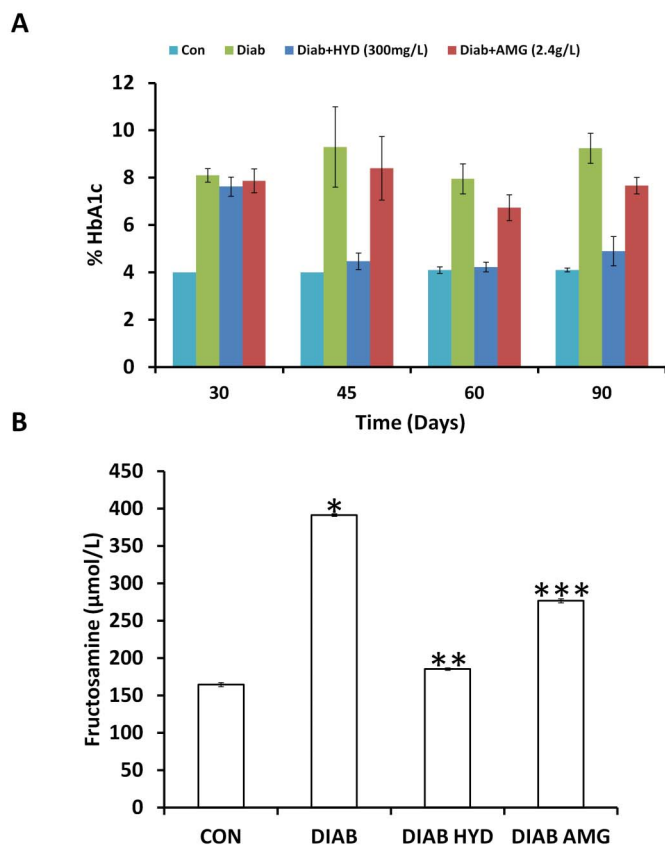 A
Con Diab Diab+HYD (300mg/L) Diab+AMG (2.4g/L)
12
10
8
6
4
2
0
% HbA1c
30 45 60 90
Time (Days)
B
450
400
350
300
250
200
150
100
50
0
Fructosamine (µmol/L)
*
**
***
CON DIAB DIAB HYD DIAB AMG